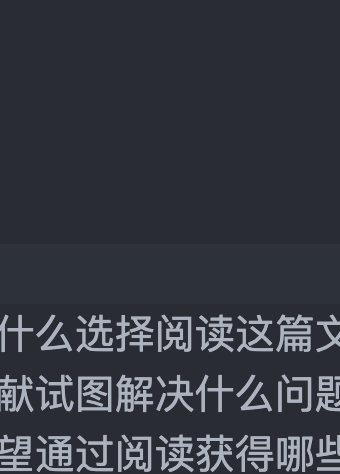 什么选择阅读这篇文
献试图解决什么问题
望通过阅读获得哪些